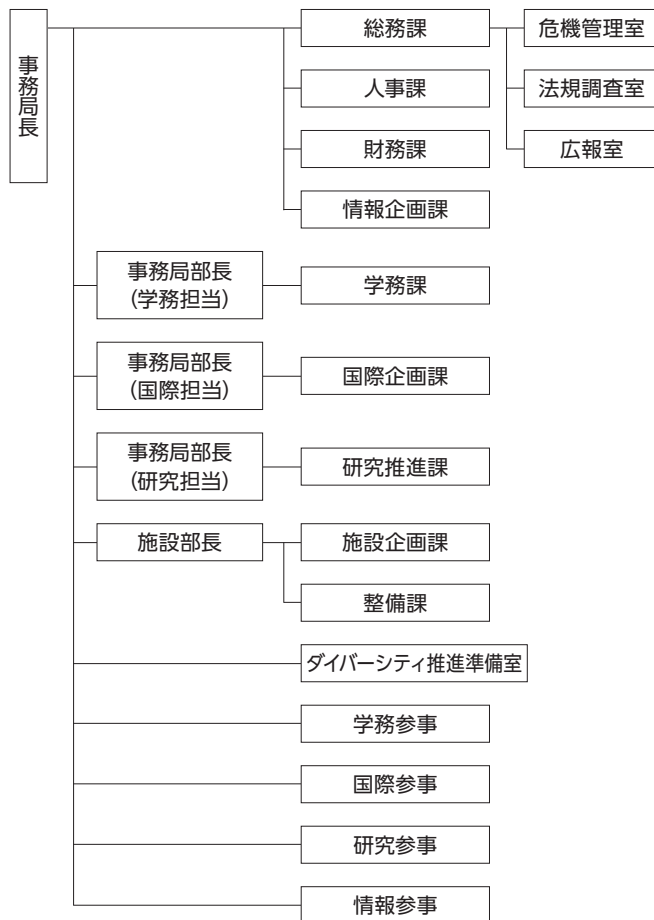 事務局長
総務課
危機管理室
人事課
法規調査室
財務課
広報室
情報企画課
事務局部長
(学務担当)
学務課
事務局部長
(国際担当)
国際企画課
事務局部長
(研究担当)
研究推進課
施設部長
施設企画課
整備課
ダイバーシティ推進準備室
学務参事
国際参事
研究参事
情報参事